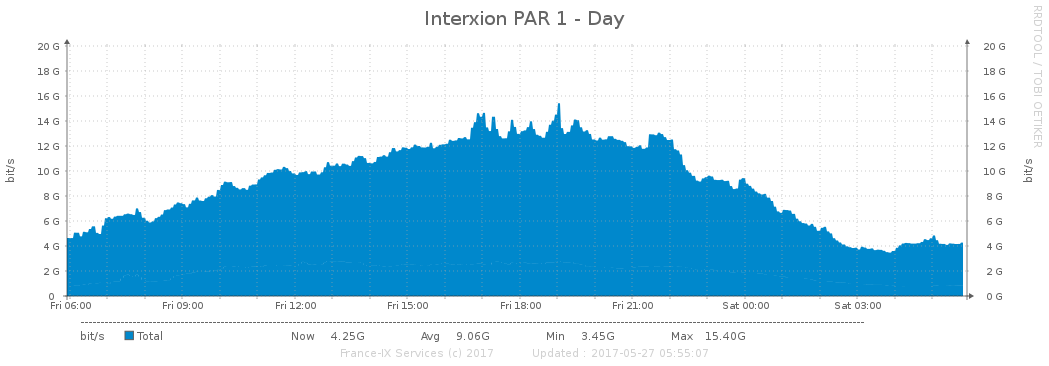 Interxion PAR 1 - Day
RRDTOOL / TOBI OETIKER
20 G 20 G
18 G 18 G
16 G 16 G
14 G 14 G
12 G 12 G
10 G 10 G
8 G 8 G
6 G 6 G
4 G 4 G
2 G 2 G
0 0 G
bit/s
bit/s
Fri 06:00 Fri 09:00 Fri 12:00 Fri 15:00 Fri 18:00 Fri 21:00 Sat 00:00 Sat 03:00
bit/s Total Now 4.25G Avg 9.06G Min 3.45G Max 15.40G
France-IX Services (c) 2017 Updated : 2017-05-27 05:55:07